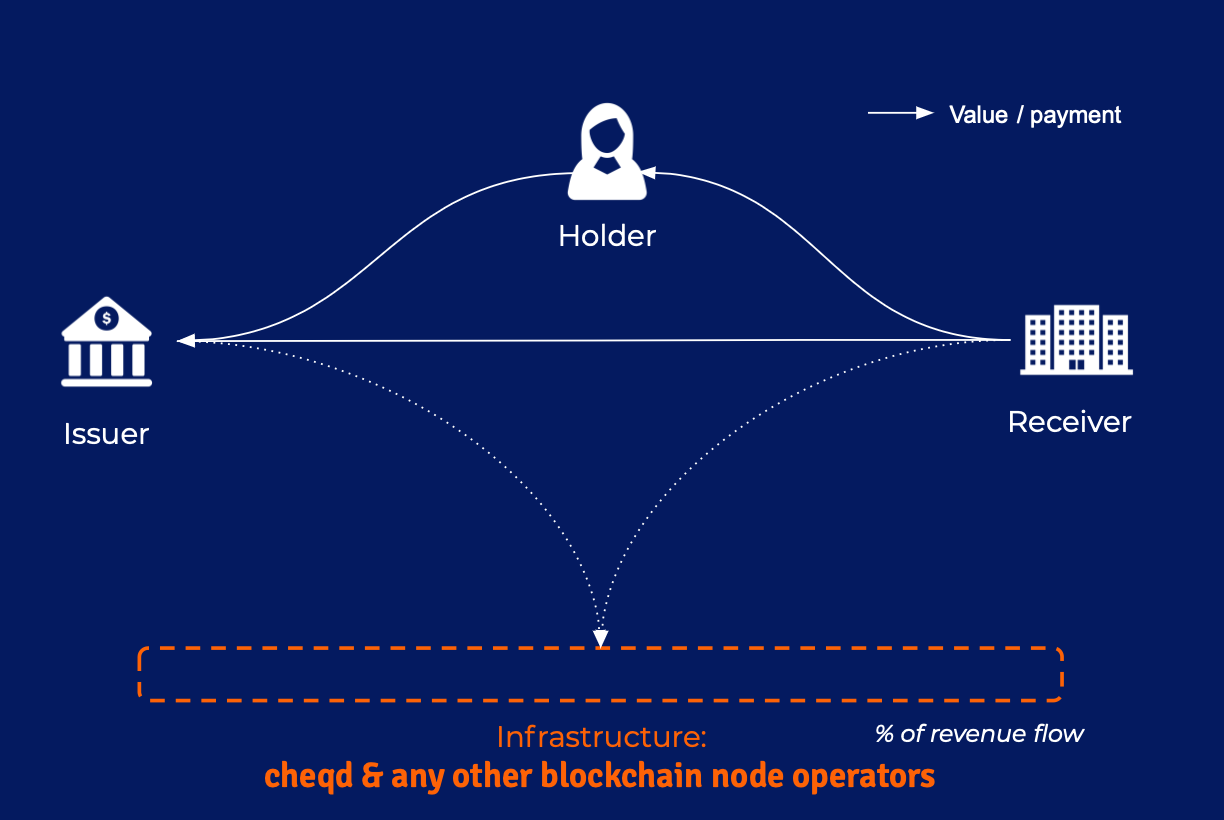 Value / payment
Holder
$
Issuer
Receiver
Infrastructure:
% of revenue flow
cheqd & any other blockchain node operators